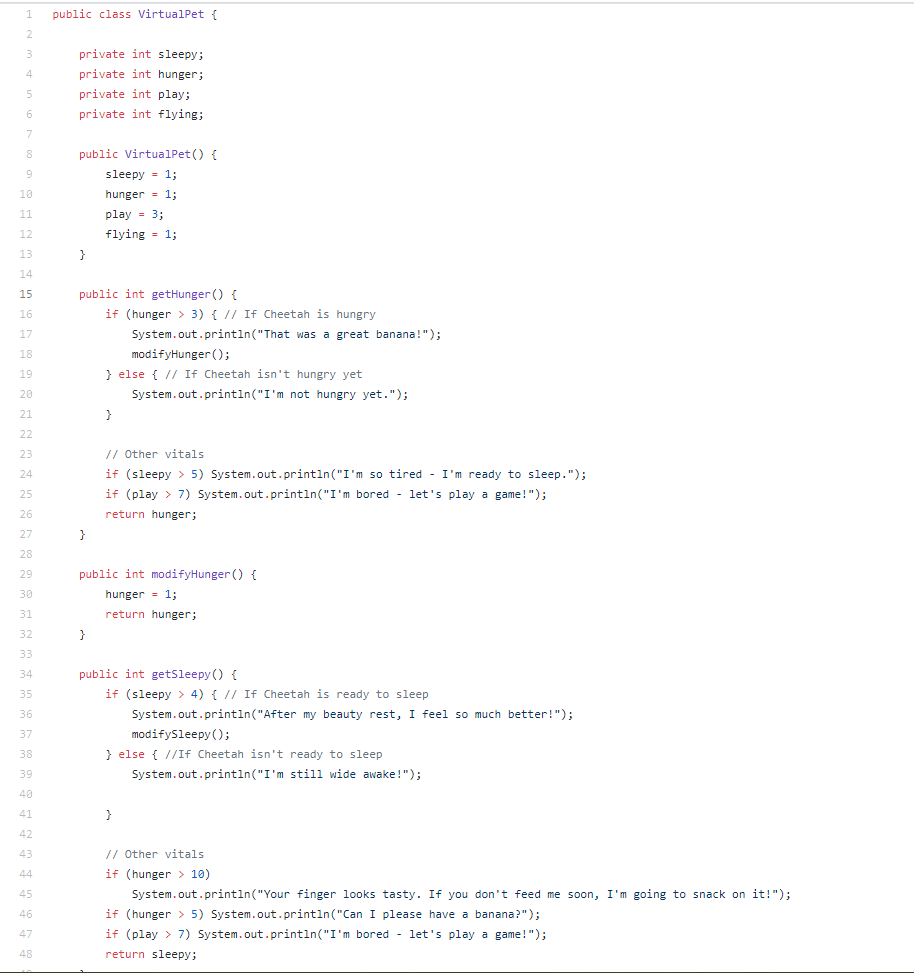 1 public class VirtualPet {
2
3 private int sleepy;
4 private int hunger;
5 private int play;
6 private int flying;
7
8 public VirtualPet() {
9 sleepy = 1;
10 hunger = 1;
11 play = 3;
12 flying = 1;
13 }
14
15 public int getHunger() {
16 if (hunger > 3) { // If Cheetah is hungry
17 System.out.println("That was a great banana!");
18 modifyHunger();
19 } else { // If Cheetah isn't hungry yet
20 System.out.println("I'm not hungry yet.");
21 }
22
23 // Other vitals
24 if (sleepy > 5) System.out.println("I'm so tired - I'm ready to sleep.");
25 if (play > 7) System.out.println("I'm bored - let's play a game!");
26 return hunger;
27 }
28
29 public int modifyHunger() {
30 hunger = 1;
31 return hunger;
32 }
33
34 public int getSleepy() {
35 if (sleepy > 4) { // If Cheetah is ready to sleep
36 System.out.println("After my beauty rest, I feel so much better!");
37 modifySleepy();
38 } else { //If Cheetah isn't ready to sleep
39 System.out.println("I'm still wide awake!");
40
41 }
42
43 // Other vitals
44 if (hunger > 10)
45 System.out.println("Your finger looks tasty. If you don't feed me soon, I'm going to snack on it!");
46 if (hunger > 5) System.out.println("Can I please have a banana?");
47 if (play > 7) System.out.println("I'm bored - let's play a game!");
48 return sleepy;